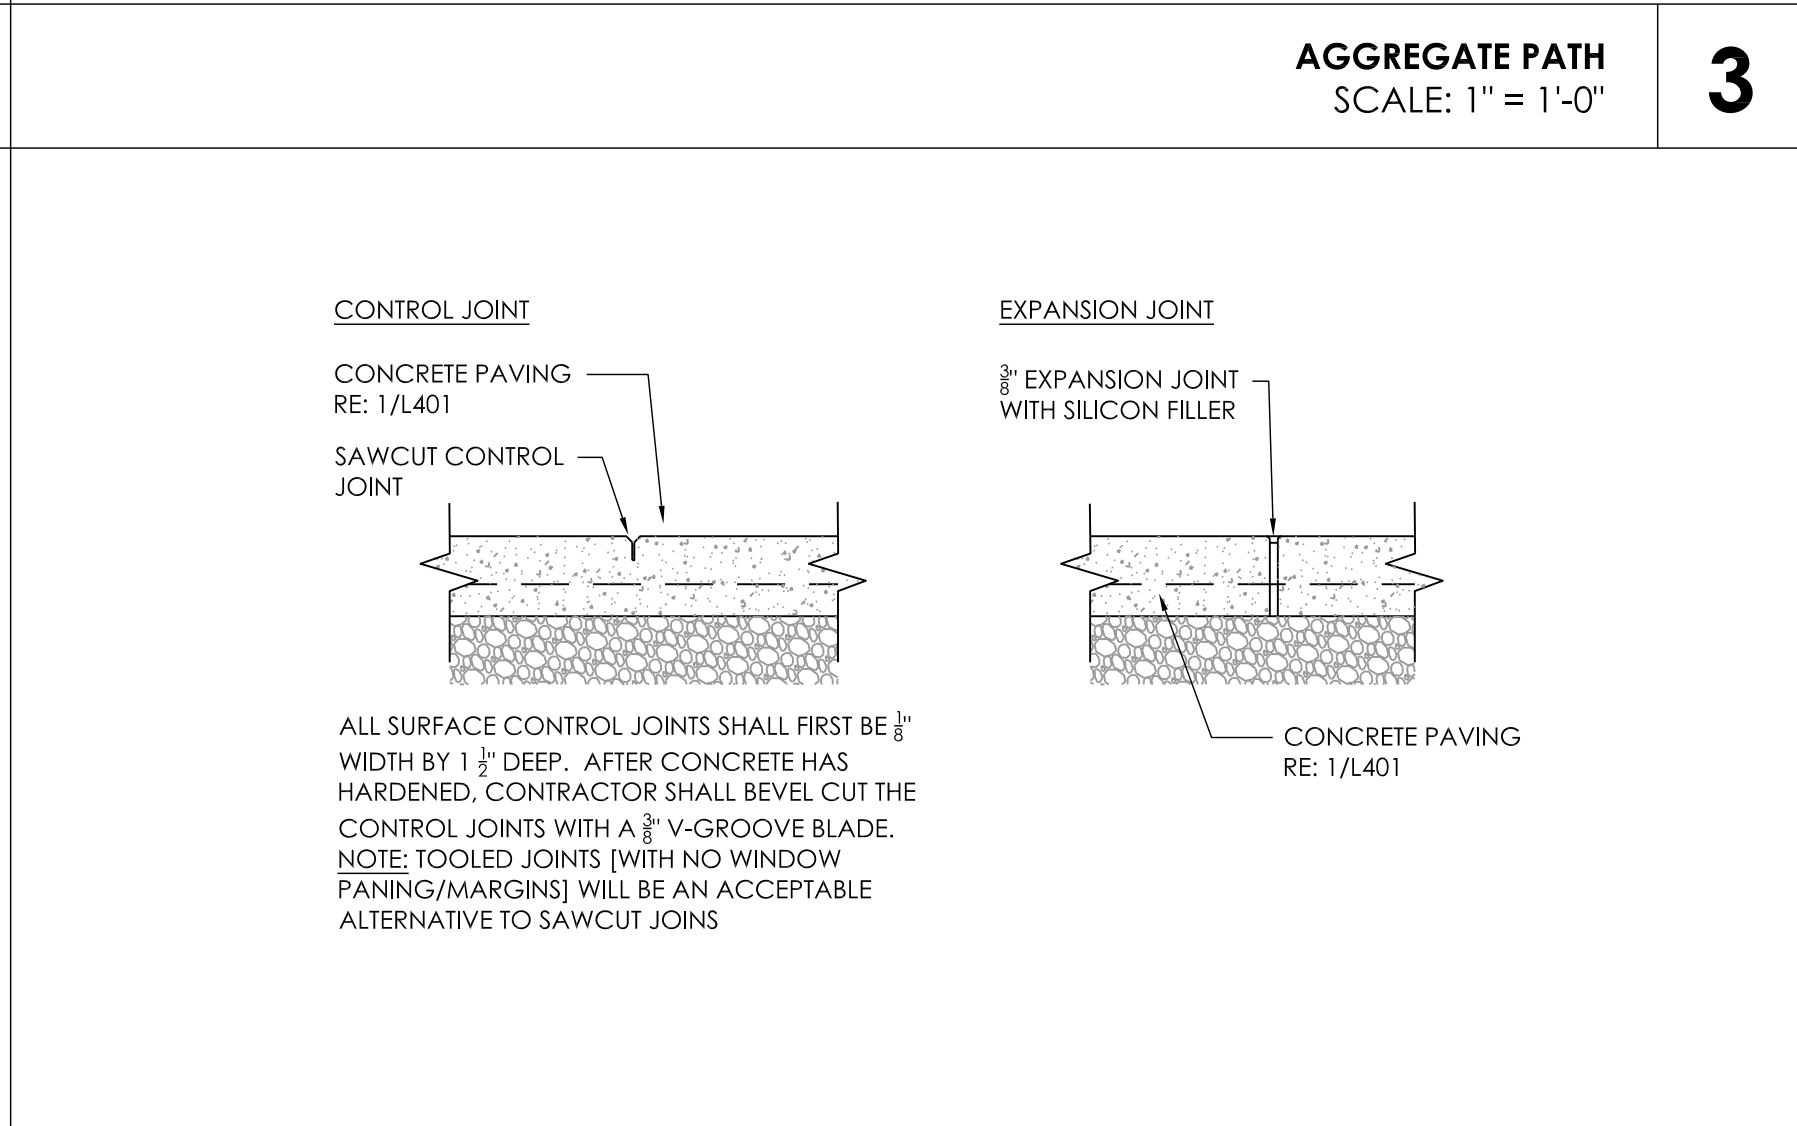 AGGREGATE PATH
SCALE: 1" = 1'-0"
3
CONTROL JOINT
CONCRETE PAVING
RE: 1/L401
SAWCUT CONTROL
JOINT
ALL SURFACE CONTROL JOINTS SHALL FIRST BE 1/8"
WIDTH BY 1 1/2" DEEP. AFTER CONCRETE HAS
HARDENED, CONTRACTOR SHALL BEVEL CUT THE
CONTROL JOINTS WITH A 3/8" V-GROOVE BLADE.
NOTE: TOOLED JOINTS [WITH NO WINDOW
PANING/MARGINS] WILL BE AN ACCEPTABLE
ALTERNATIVE TO SAWCUT JOINS
EXPANSION JOINT
3/8" EXPANSION JOINT
WITH SILICON FILLER
CONCRETE PAVING
RE: 1/L401